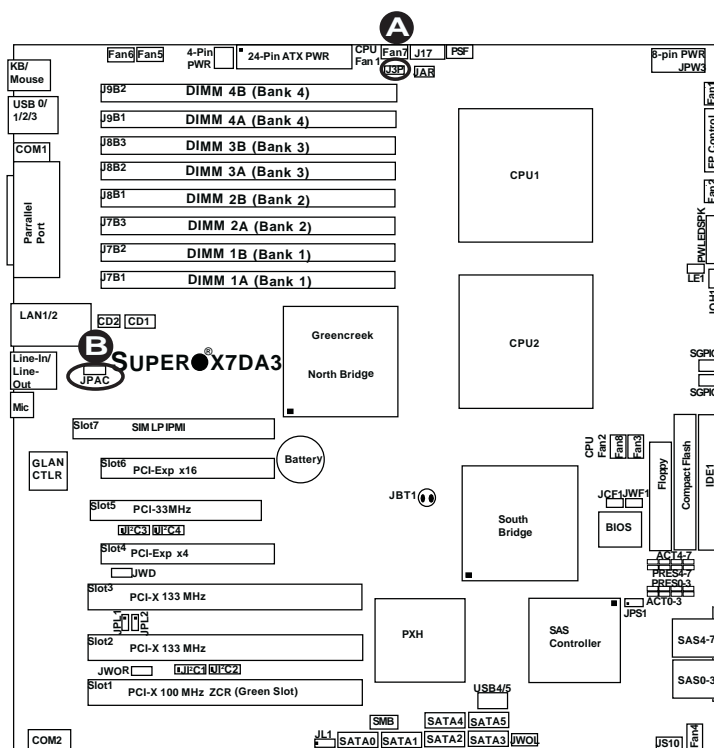 A
Fan6 Fan5
4-Pin PWR
24-Pin ATX PWR
CPU Fan 1
Fan7
J17
PSF
J3P
JAR
8-pin PWR JPW3
KB/ Mouse
USB 0/ 1/2/3
COM1
Parrallel Port
J9B2 DIMM 4B (Bank 4)
J9B1 DIMM 4A (Bank 4)
J8B3 DIMM 3B (Bank 3)
J8B2 DIMM 3A (Bank 3)
J8B1 DIMM 2B (Bank 2)
J7B3 DIMM 2A (Bank 2)
J7B2 DIMM 1B (Bank 1)
J7B1 DIMM 1A (Bank 1)
CPU1
CPU2
Fan1
FP Control
Fan2
PWLEDSPK
LE1
JOH1
LAN1/2
CD2
CD1
B
JPAC
SUPER®X7DA3
Greencreek
North Bridge
Line-In/ Line- Out
Mic
SGPIO
SGPIO
Slot7 SIMLP IPMI
GLAN CTLR
Slot6 PCI-Exp x16
Battery
CPU Fan2
Fan8
Fan3
Floppy
Compact Flash
IDE1
Slot5 PCI-33MHz
JBT1
JI²C3 JI²C4
South Bridge
JCF1 JWF1
BIOS
Slot4 PCI-Exp x4
JWD
ACT4-7
PRES4-7
PRES0-3
ACT0-3
Slot3 PCI-X 133 MHz
JPL1
JPL2
PXH
SAS Controller
JPS1
Slot2 PCI-X 133 MHz
SAS4-7
JWOR
JI²C1 JI²C2
Slot1 PCI-X 100 MHz ZCR (Green Slot)
USB4/5
SAS0-3
COM2
SMB
SATA4 SATA5
JL1
SATA0 SATA1 SATA2 SATA3 JWOL
JS10
Fan4